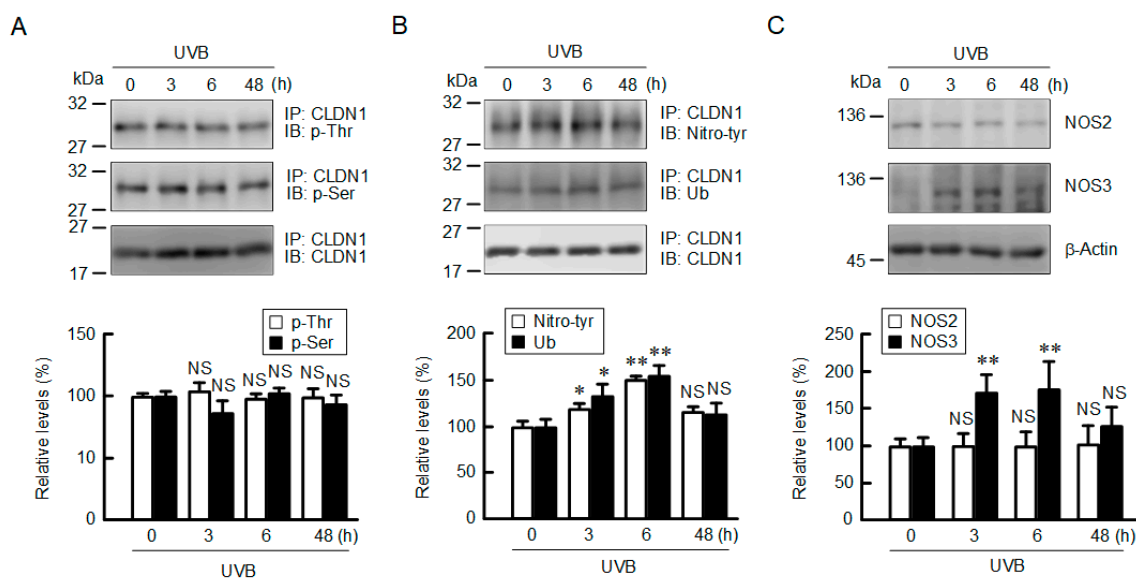 A
UVB
kDa
0 3 6 48 (h)
32
27
IP: CLDN1
IB: p-Thr
32
27
IP: CLDN1
IB: p-Ser
27
17
IP: CLDN1
IB: CLDN1
150
100
10
0
Relative levels (%)
p-Thr
p-Ser
NS NS NS NS NS NS
0 3 6 48 (h)
UVB
B
UVB
kDa
0 3 6 48 (h)
32
27
IP: CLDN1
IB: Nitro-tyr
32
27
IP: CLDN1
IB: Ub
27
17
IP: CLDN1
IB: CLDN1
200
150
100
50
0
Relative levels (%)
Nitro-tyr
Ub
* * ** ** NS NS
0 3 6 48 (h)
UVB
C
UVB
kDa
0 3 6 48 (h)
136
NOS2
136
NOS3
45
β-Actin
250
200
150
100
50
0
Relative levels (%)
NOS2
NOS3
NS ** NS ** NS NS
0 3 6 48 (h)
UVB